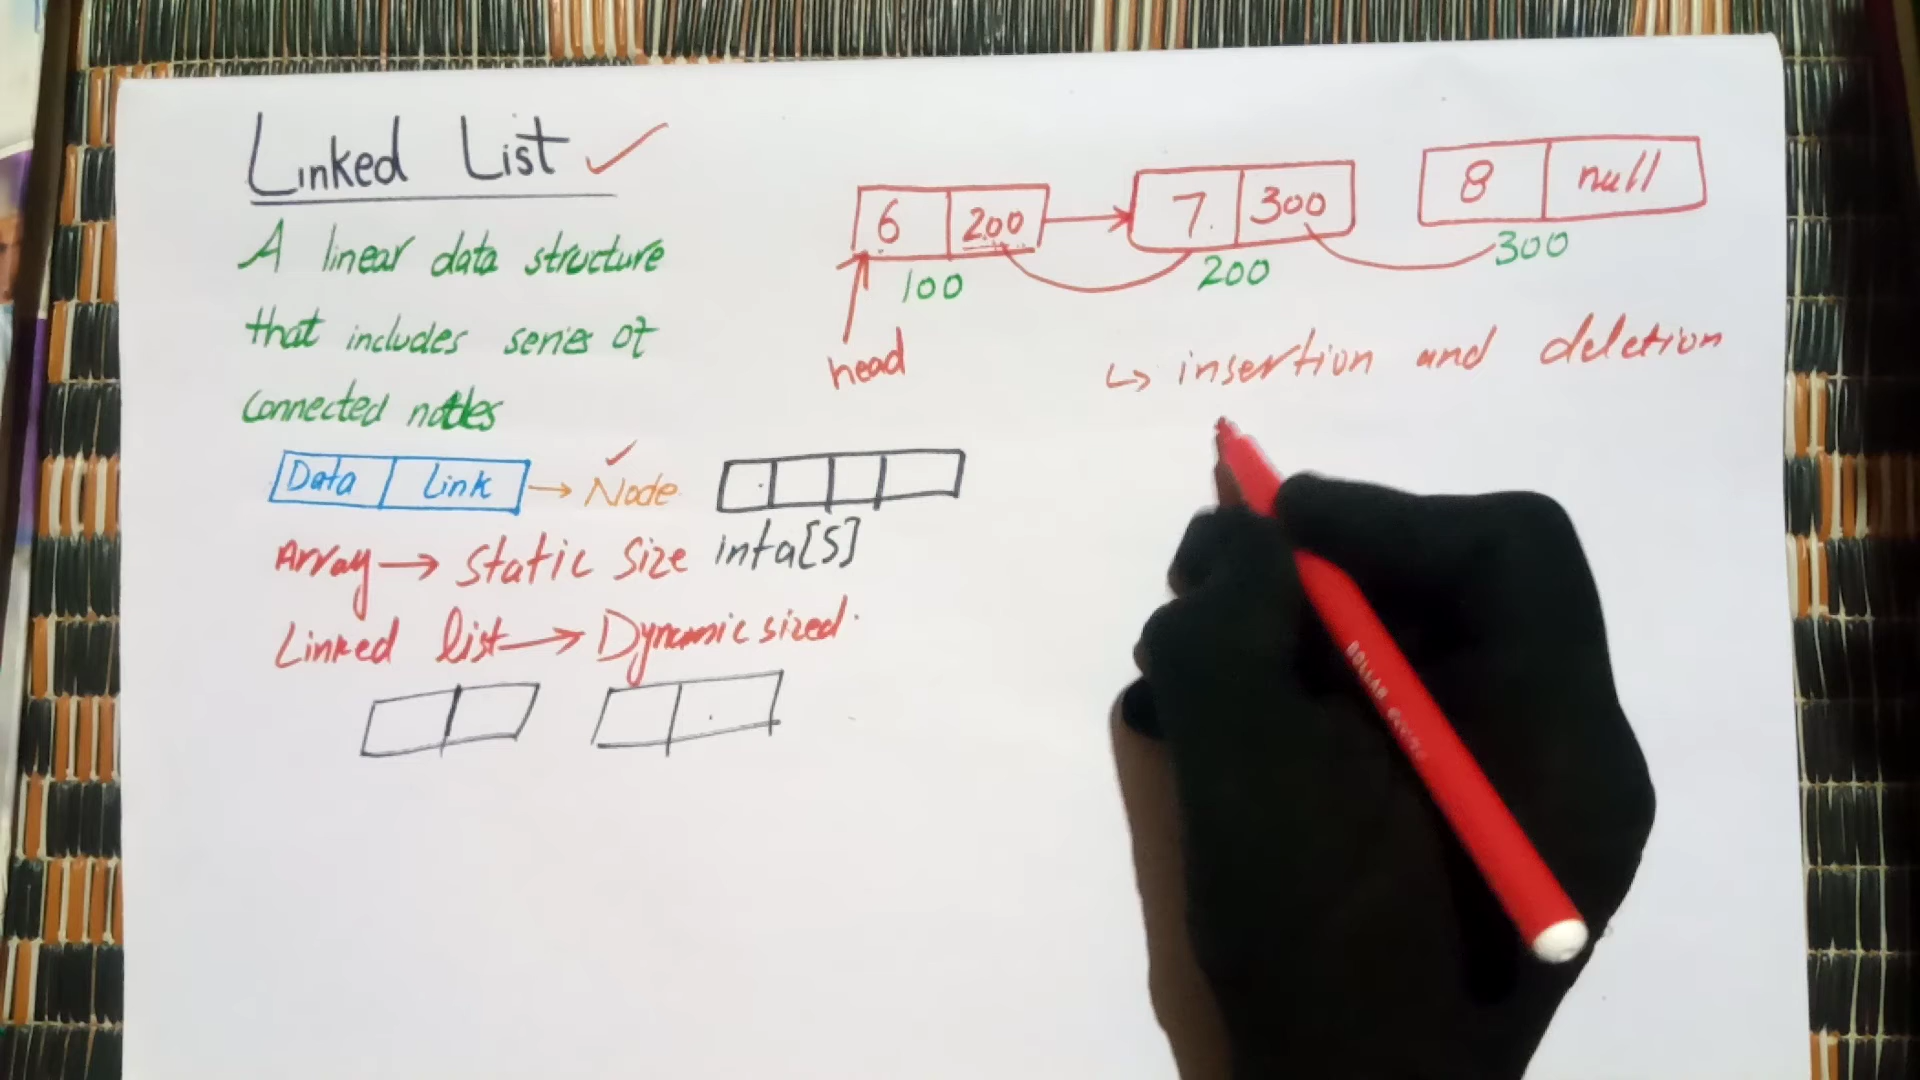 Linked List
A linear data structure
that includes series of
connected nodes
Data Link → Node
Array → Static Size inta[5]
Linked list → Dynamic sized.
6 200 7 300 8 null
100 200 300
head
↳ insertion and deletion
DOLLAR